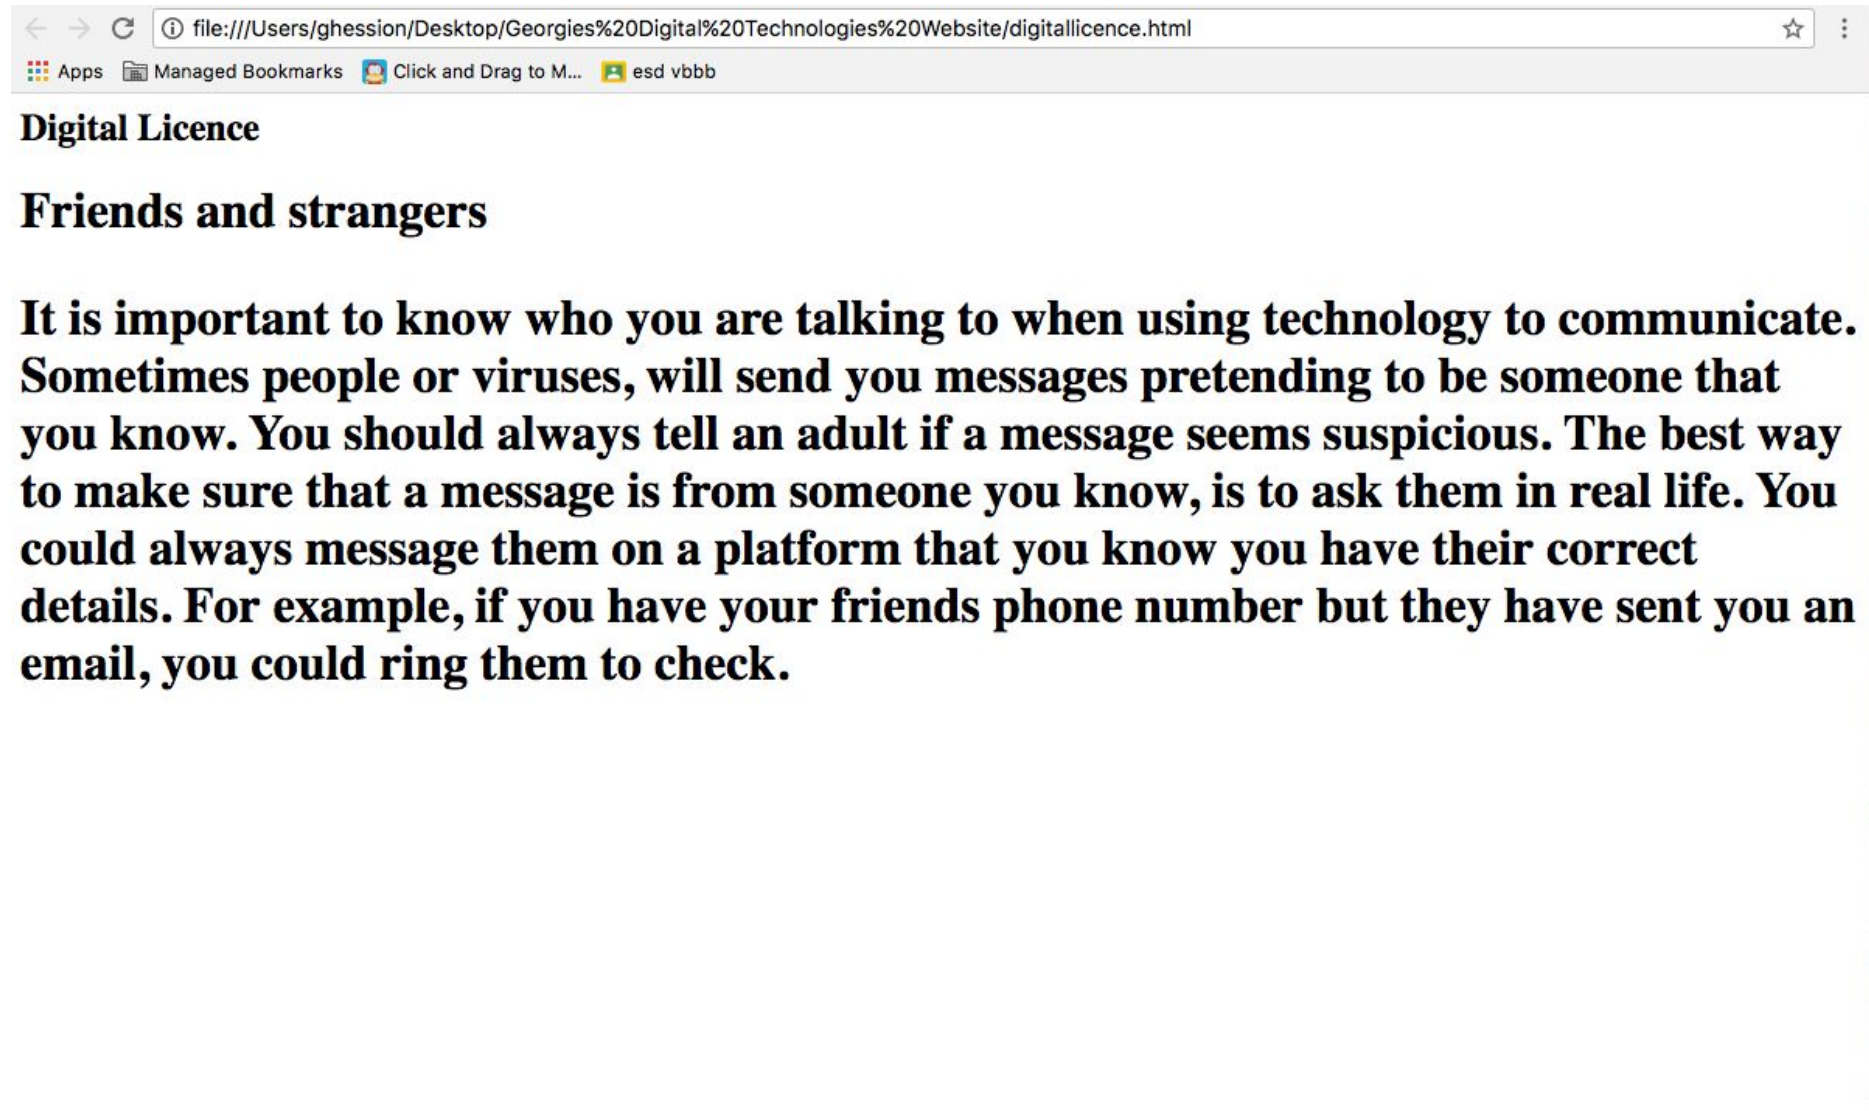 file:///Users/ghession/Desktop/Georgies%20Digital%20Technologies%20Website/digitallicence.html
Apps Managed Bookmarks Click and Drag to M... esd vbbb
Digital Licence
Friends and strangers
It is important to know who you are talking to when using technology to communicate.
Sometimes people or viruses, will send you messages pretending to be someone that
you know. You should always tell an adult if a message seems suspicious. The best way
to make sure that a message is from someone you know, is to ask them in real life. You
could always message them on a platform that you know you have their correct
details. For example, if you have your friends phone number but they have sent you an
email, you could ring them to check.